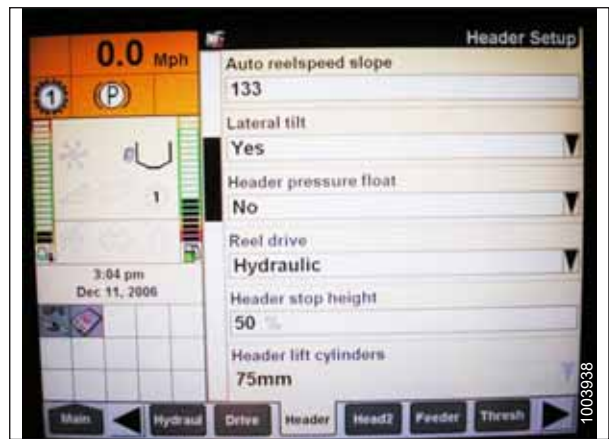 0.0 Mph
Header Setup
Auto reelspeed slope
133
1
(P)
Lateral tilt
Yes
Header pressure float
No
1
Reel drive
Hydraulic
3:04 pm
Dec 11, 2006
Header stop height
50 %
Header lift cylinders
75mm
Main
Hydraul
Drive
Header
Head2
Feeder
Thresh
1003938